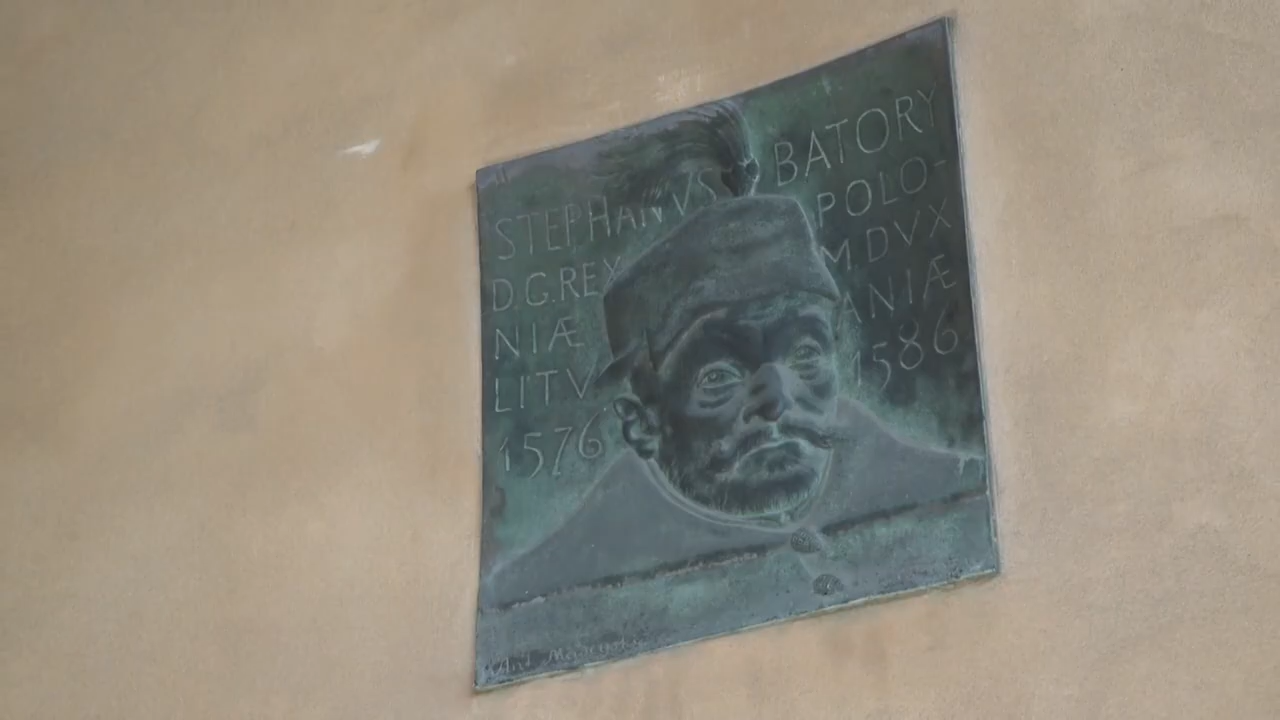 STEPHANVS BATORY
D.G.REX POLO-
NIÆ M DVX
LITV ANIÆ
1576 1586